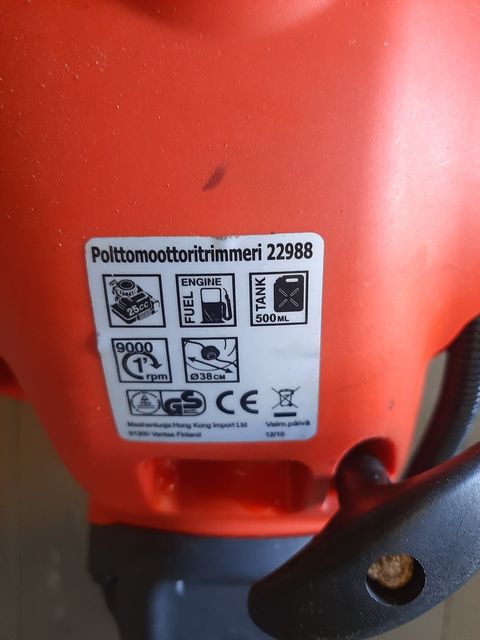 Polttomoottoritrimmeri 22988
25cc
ENGINE
FUEL
TANK
500ML
9000
1'
rpm
Ø38CM
TÜV
GS
CE
Maahantuoja:Hong Kong Import Ltd
01300 Vantaa Finland
Valm.päivä
12/10